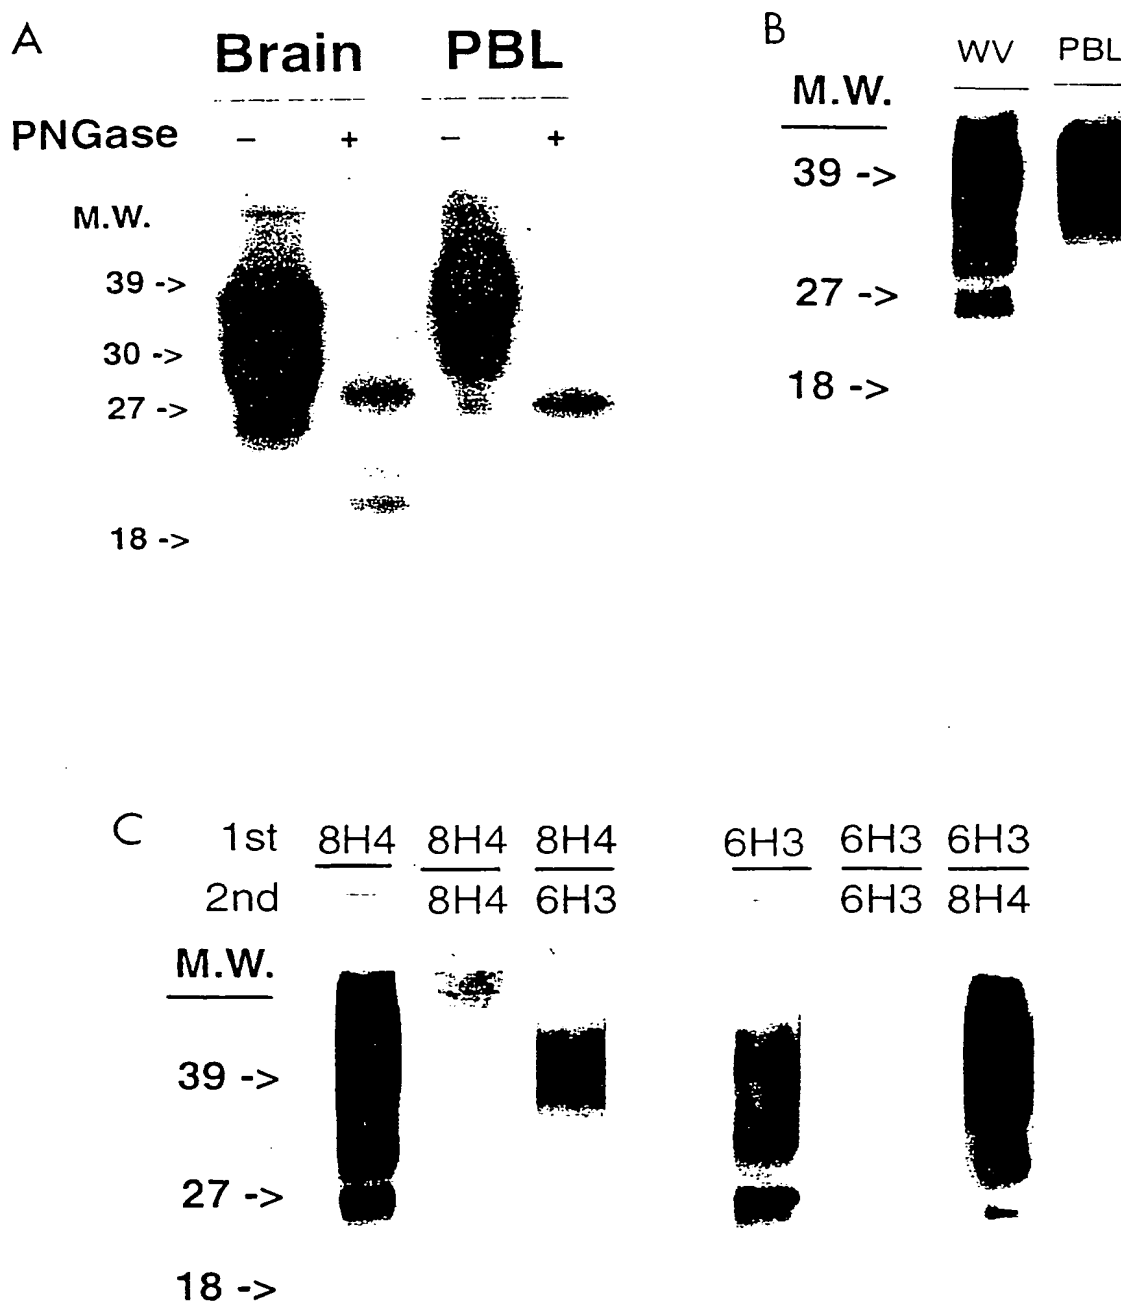 A
Brain PBL
PNGase - + - +
M.W.
39 ->
30 ->
27 ->
18 ->
B
WV PBL
M.W.
39 ->
27 ->
18 ->
C
1st 8H4 8H4 8H4 6H3 6H3 6H3
2nd --- 8H4 6H3 - 6H3 8H4
M.W.
39 ->
27 ->
18 ->